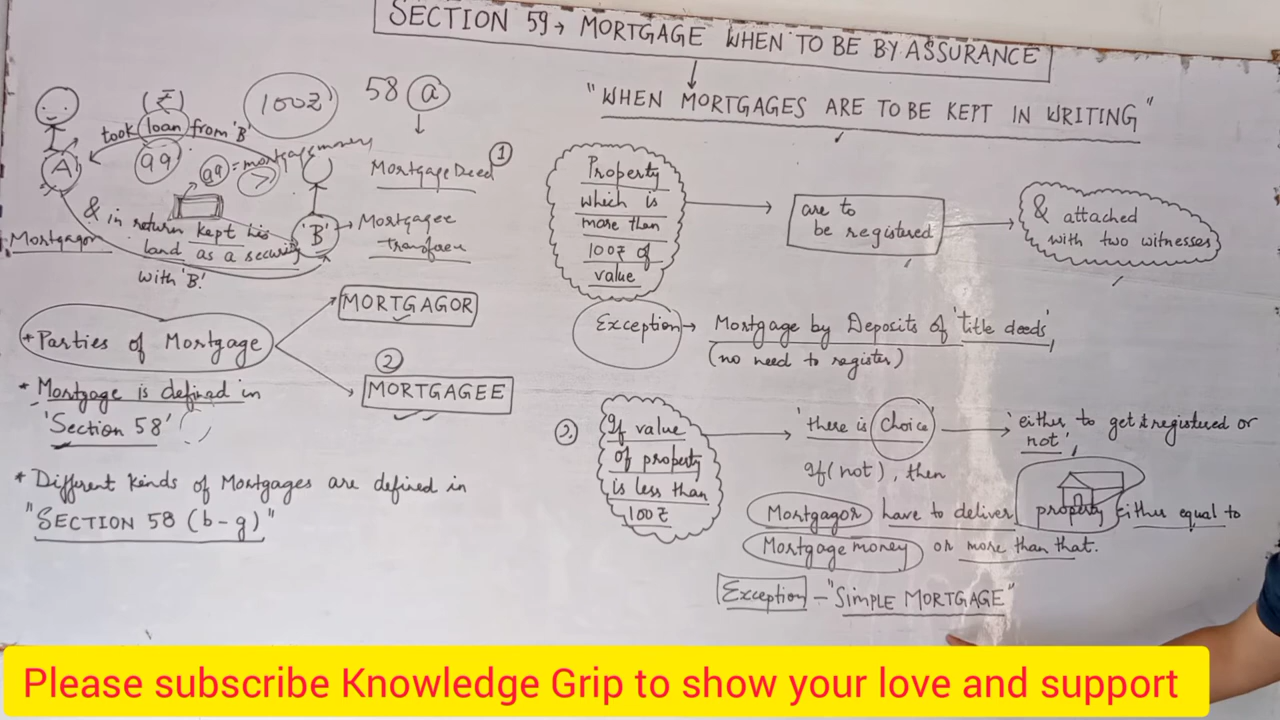 SECTION 59 → MORTGAGE WHEN TO BE BY ASSURANCE
"WHEN MORTGAGES ARE TO BE KEPT IN WRITING"
(₹)
100₹
58 (a)
took loan from 'B'
99
A
99 = mortgage money
>
Mortgage Deed ①
& in return kept his
land as a security
with 'B'.
Mortgagor
'B' → Mortgagee
* Parties of Mortgage
MORTGAGOR
②
MORTGAGEE
* Mortgage is defined in
'Section 58'
* Different kinds of Mortgages are defined in
"SECTION 58 (b-g)"
①
Property
which is
more than
100₹ of
value
are to
be registered
& attached
with two witnesses
Exception → Mortgage by Deposits of 'title deeds'
(no need to register)
2.
If value
of property
is less than
100₹
'there is Choice'
'either to get it registered or
not'
If (not), then
Mortgagor have to deliver property either equal to
Mortgage money or more than that.
Exception - "SIMPLE MORTGAGE"
Please subscribe Knowledge Grip to show your love and support